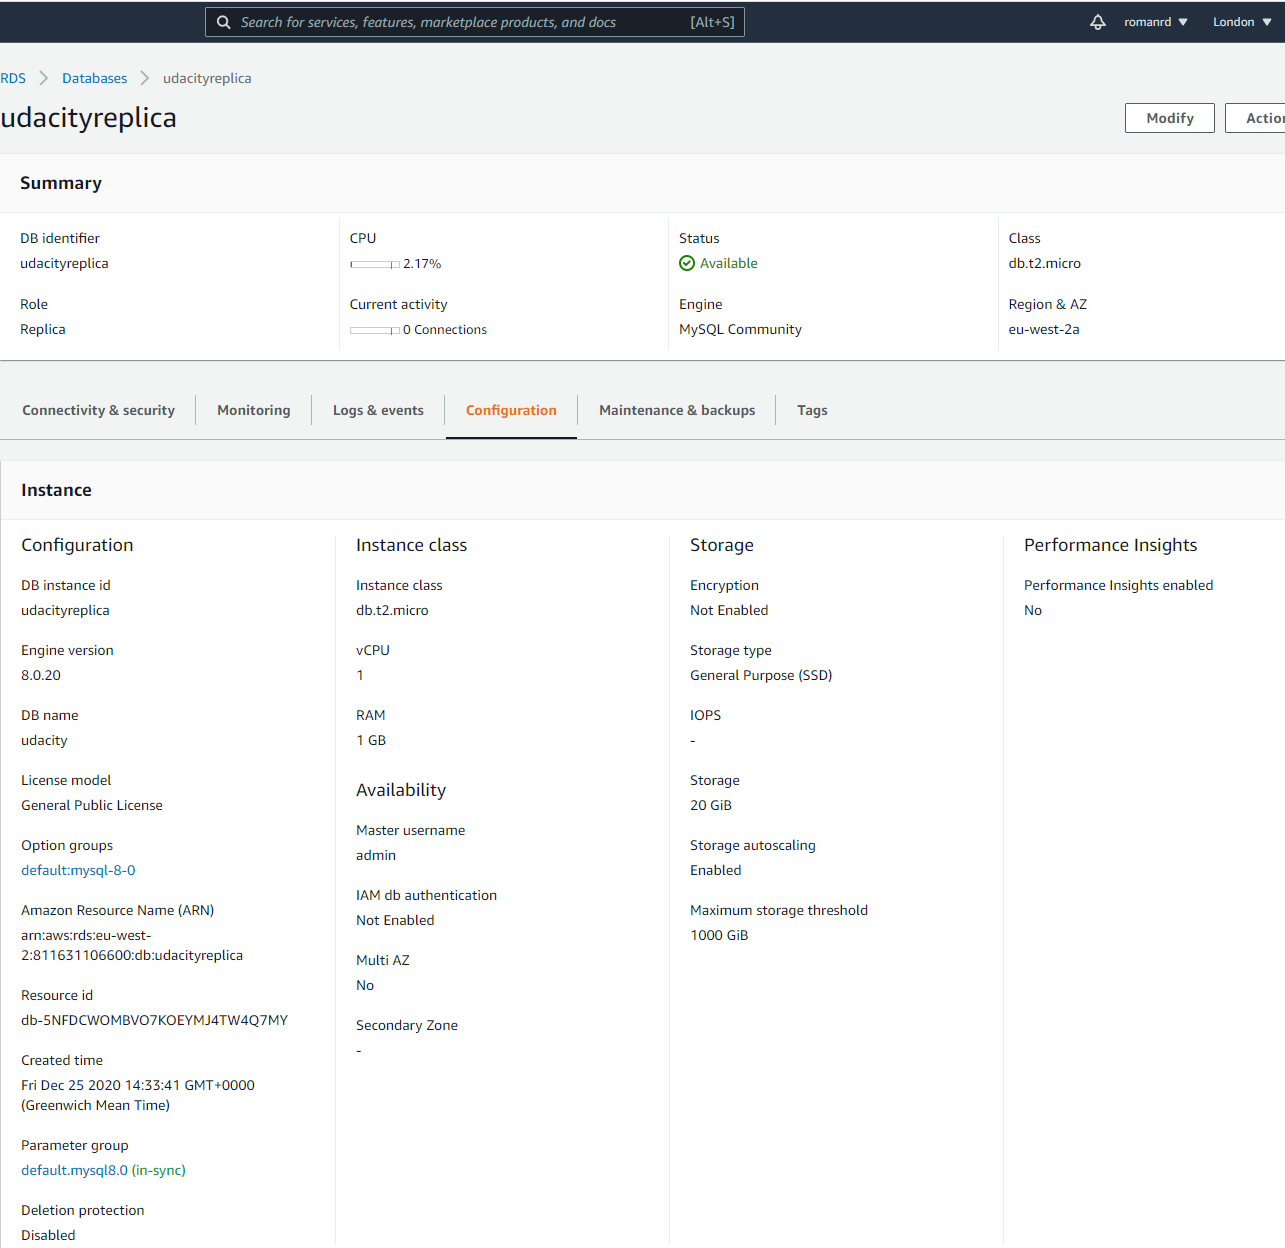 Search for services, features, marketplace products, and docs [Alt+S] romanrd London
RDS Databases udacityreplica
udacityreplica
Modify
Summary
DB identifier
udacityreplica
CPU
2.17%
Status
Available
Class
db.t2.micro
Role
Replica
Current activity
0 Connections
Engine
MySQL Community
Region & AZ
eu-west-2a
Connectivity & security Monitoring Logs & events Configuration Maintenance & backups Tags
Instance
Configuration
DB instance id
udacityreplica
Engine version
8.0.20
DB name
udacity
License model
General Public License
Option groups
default:mysql-8-0
Amazon Resource Name (ARN)
arn:aws:rds:eu-west-
2:811631106600:db:udacityreplica
Resource id
db-5NFDCWOMBVO7KOEYMJ4TW4Q7MY
Created time
Fri Dec 25 2020 14:33:41 GMT+0000
(Greenwich Mean Time)
Parameter group
default.mysql8.0 (in-sync)
Deletion protection
Disabled
Instance class
Instance class
db.t2.micro
vCPU
1
RAM
1 GB
Availability
Master username
admin
IAM db authentication
Not Enabled
Multi AZ
No
Secondary Zone
-
Storage
Encryption
Not Enabled
Storage type
General Purpose (SSD)
IOPS
-
Storage
20 GiB
Storage autoscaling
Enabled
Maximum storage threshold
1000 GiB
Performance Insights
Performance Insights enabled
No